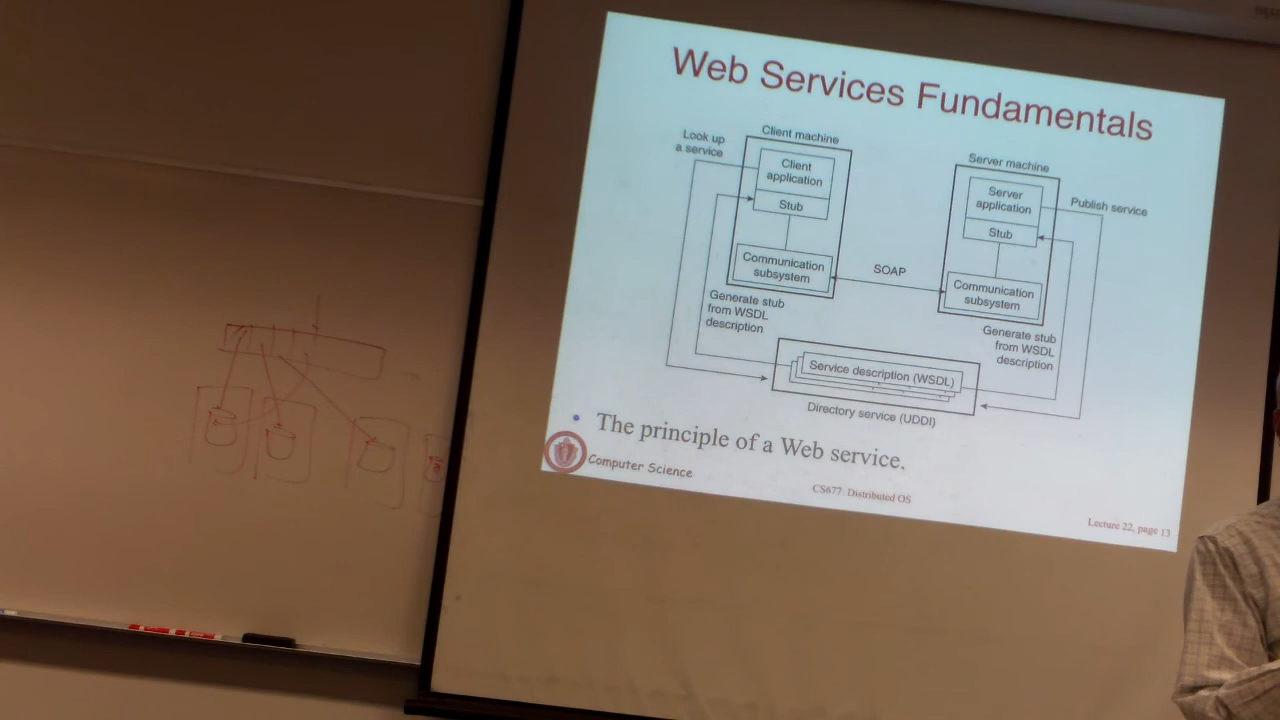 Web Services Fundamentals
Look up
a service
Client machine
Client
application
Stub
Communication
subsystem
Generate stub
from WSDL
description
SOAP
Server machine
Server
application
Stub
Communication
subsystem
Publish service
Generate stub
from WSDL
description
Service description (WSDL)
Directory service (UDDI)
• The principle of a Web service.
Computer Science
CS677: Distributed OS
Lecture 22, page 13